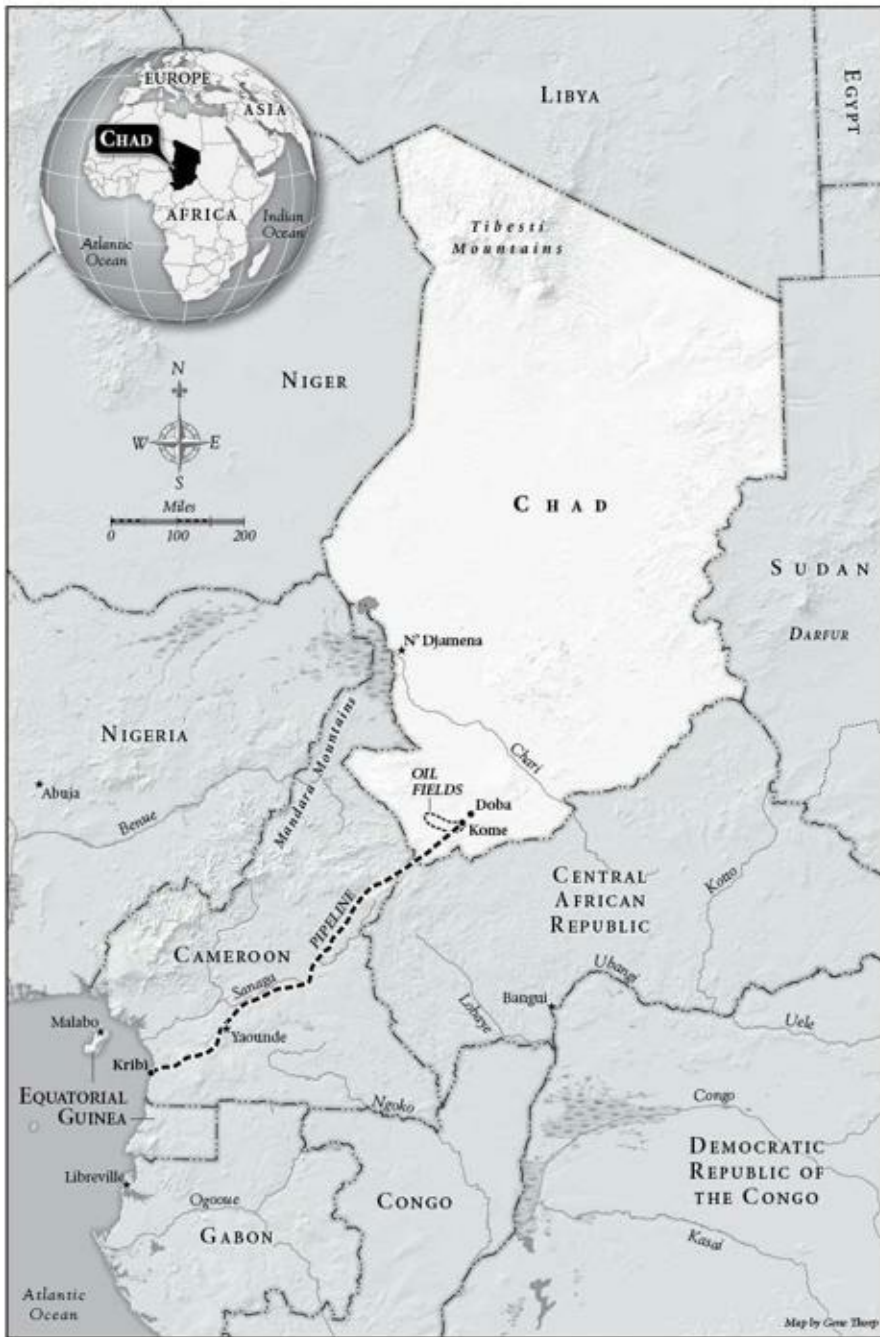 EUROPE
ASIA
CHAD
AFRICA
Atlantic
Ocean
Indian
Ocean
LIBYA
EGYPT
Tibesti
Mountains
NIGER
N
W
E
S
Miles
0
100
200
CHAD
SUDAN
DARFUR
N'Djamena
NIGERIA
Abuja
Benue
Mandara Mountains
Chari
OIL
FIELDS
Doba
Kome
PIPELINE
CENTRAL
AFRICAN
REPUBLIC
Kotto
CAMEROON
Sanaga
Yaounde
Lobaye
Bangui
Ubangi
Uele
Malabo
Kribi
EQUATORIAL
GUINEA
Ngoko
Congo
DEMOCRATIC
REPUBLIC OF
THE CONGO
Libreville
Ogooue
GABON
CONGO
Kasai
Atlantic
Ocean
Map by Gene Thorp